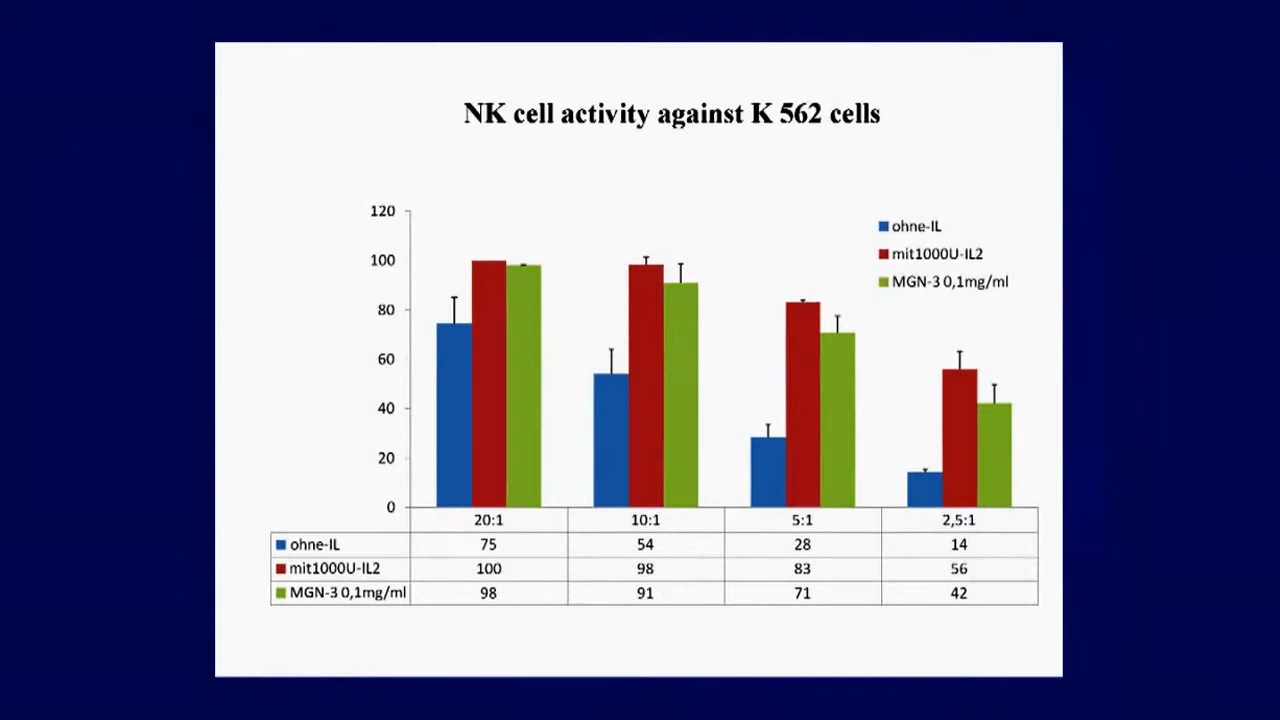 NK cell activity against K 562 cells
120
100
80
60
40
20
0
ohne-IL
mit1000U-IL2
MGN-3 0,1mg/ml
20:1 10:1 5:1 2,5:1
ohne-IL 75 54 28 14
mit1000U-IL2 100 98 83 56
MGN-3 0,1mg/ml 98 91 71 42